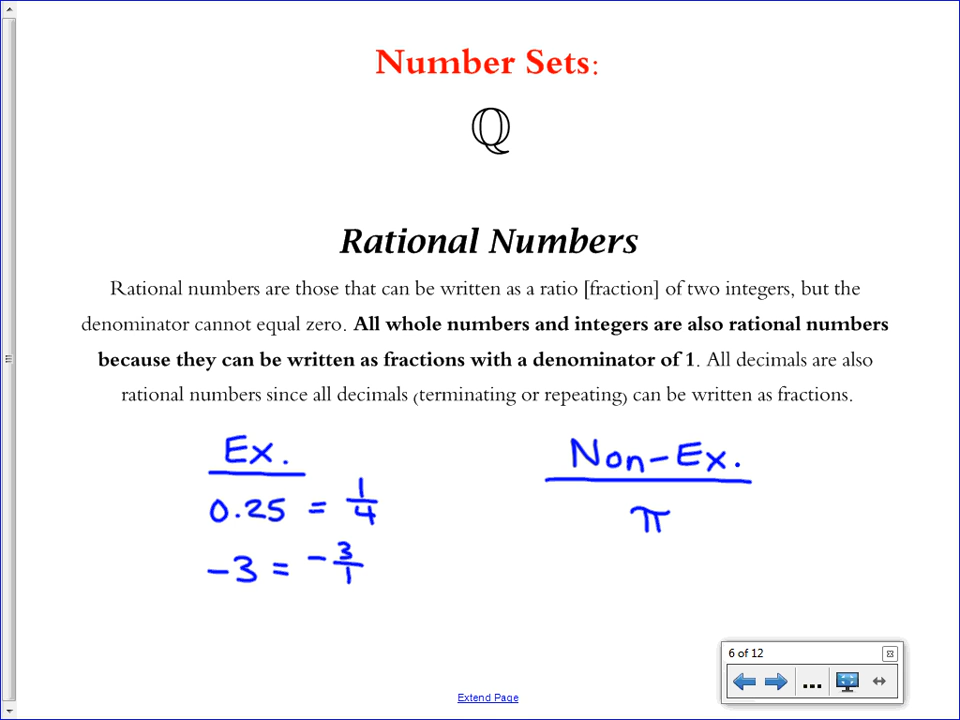 Number Sets:
ℚ
Rational Numbers
Rational numbers are those that can be written as a ratio [fraction] of two integers, but the
denominator cannot equal zero. All whole numbers and integers are also rational numbers
because they can be written as fractions with a denominator of 1. All decimals are also
rational numbers since all decimals (terminating or repeating) can be written as fractions.
Ex.
0.25 = 1/4
-3 = -3/1
Non-Ex.
π
6 of 12
...
Extend Page